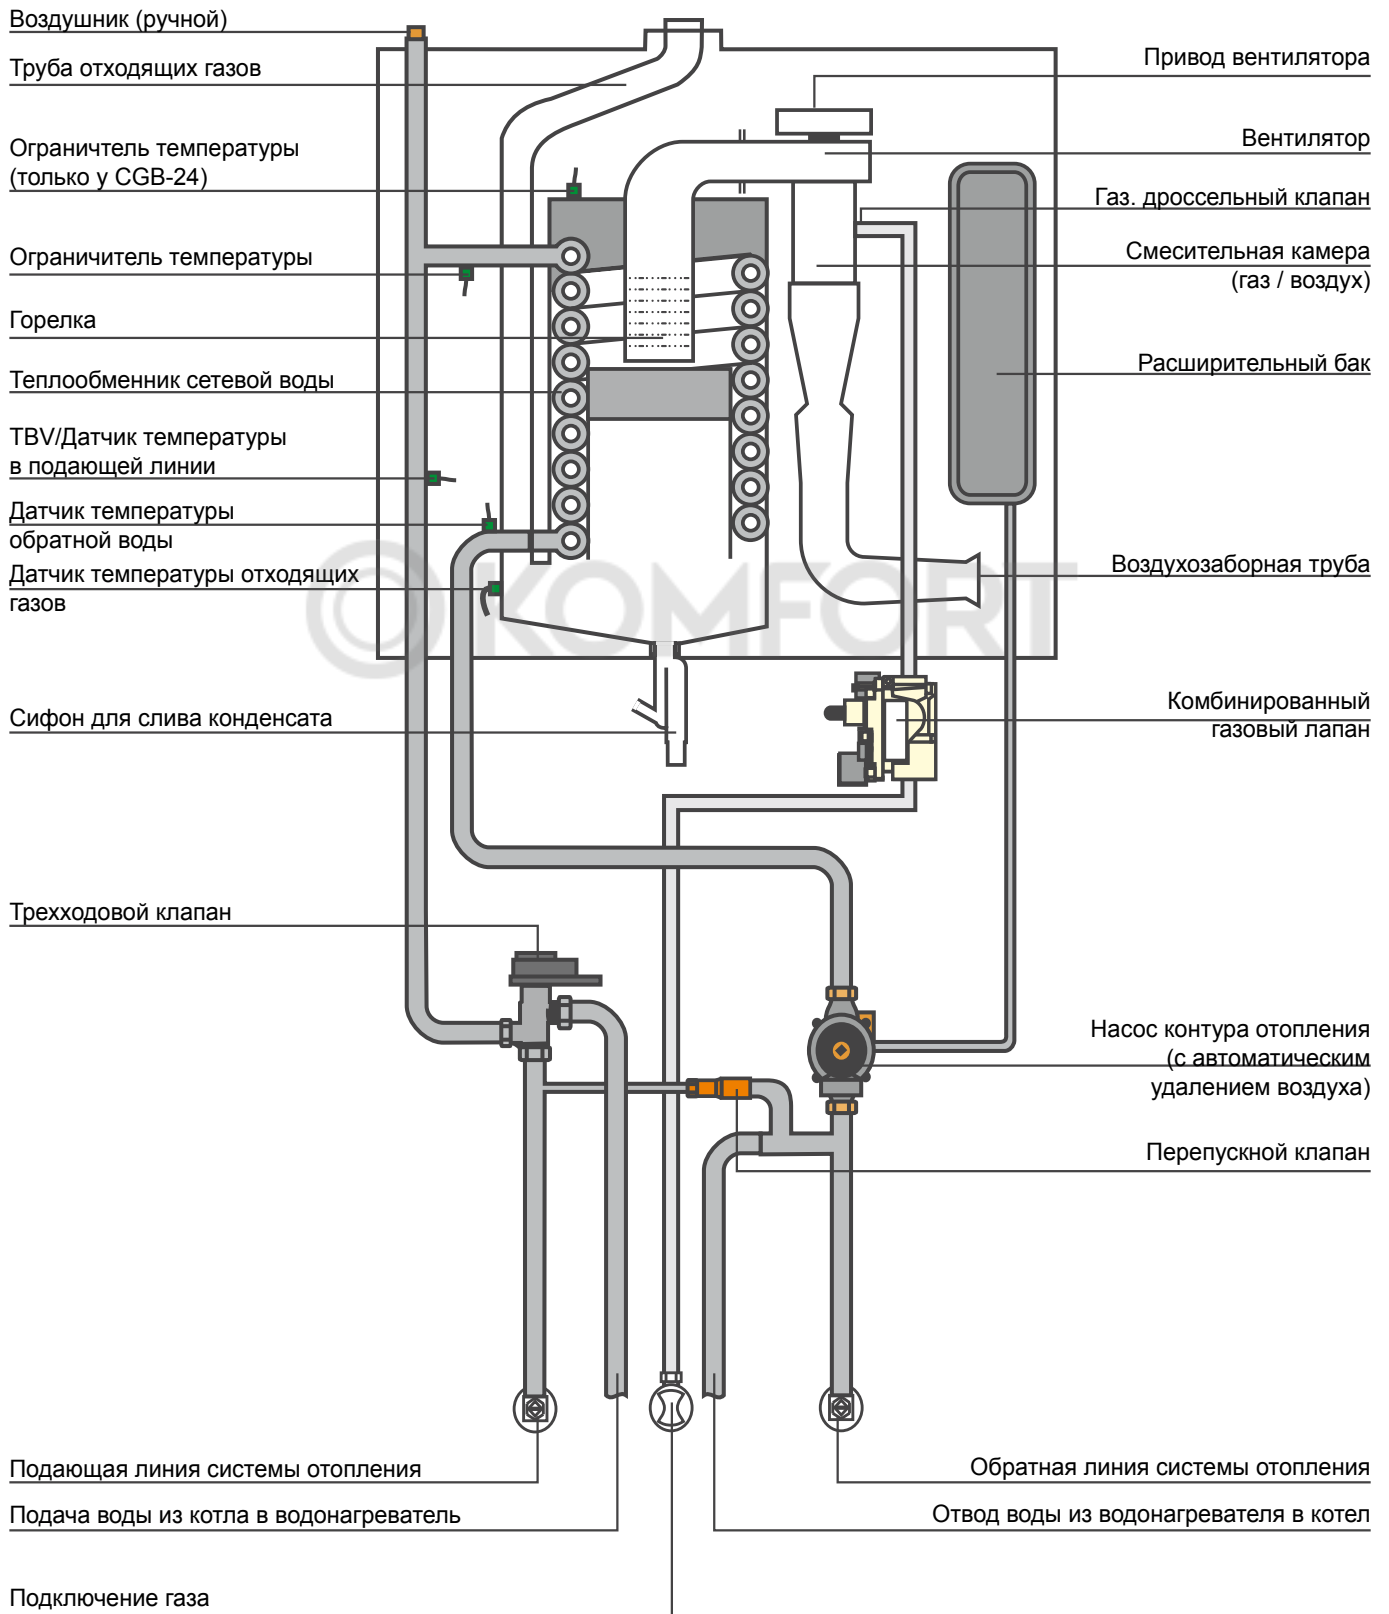 Воздушник (ручной)
Труба отходящих газов
Ограничтель температуры
(только у CGB-24)
Ограничитель температуры
Горелка
Теплообменник сетевой воды
TBV/Датчик температуры
в подающей линии
Датчик температуры
обратной воды
Датчик температуры отходящих
газов
Сифон для слива конденсата
Трехходовой клапан
Подающая линия системы отопления
Подача воды из котла в водонагреватель
Подключение газа
Привод вентилятора
Вентилятор
Газ. дроссельный клапан
Смесительная камера
(газ / воздух)
Расширительный бак
Воздухозаборная труба
Комбинированный
газовый лапан
Насос контура отопления
(с автоматическим
удалением воздуха)
Перепускной клапан
Обратная линия системы отопления
Отвод воды из водонагревателя в котел
KOMFORT